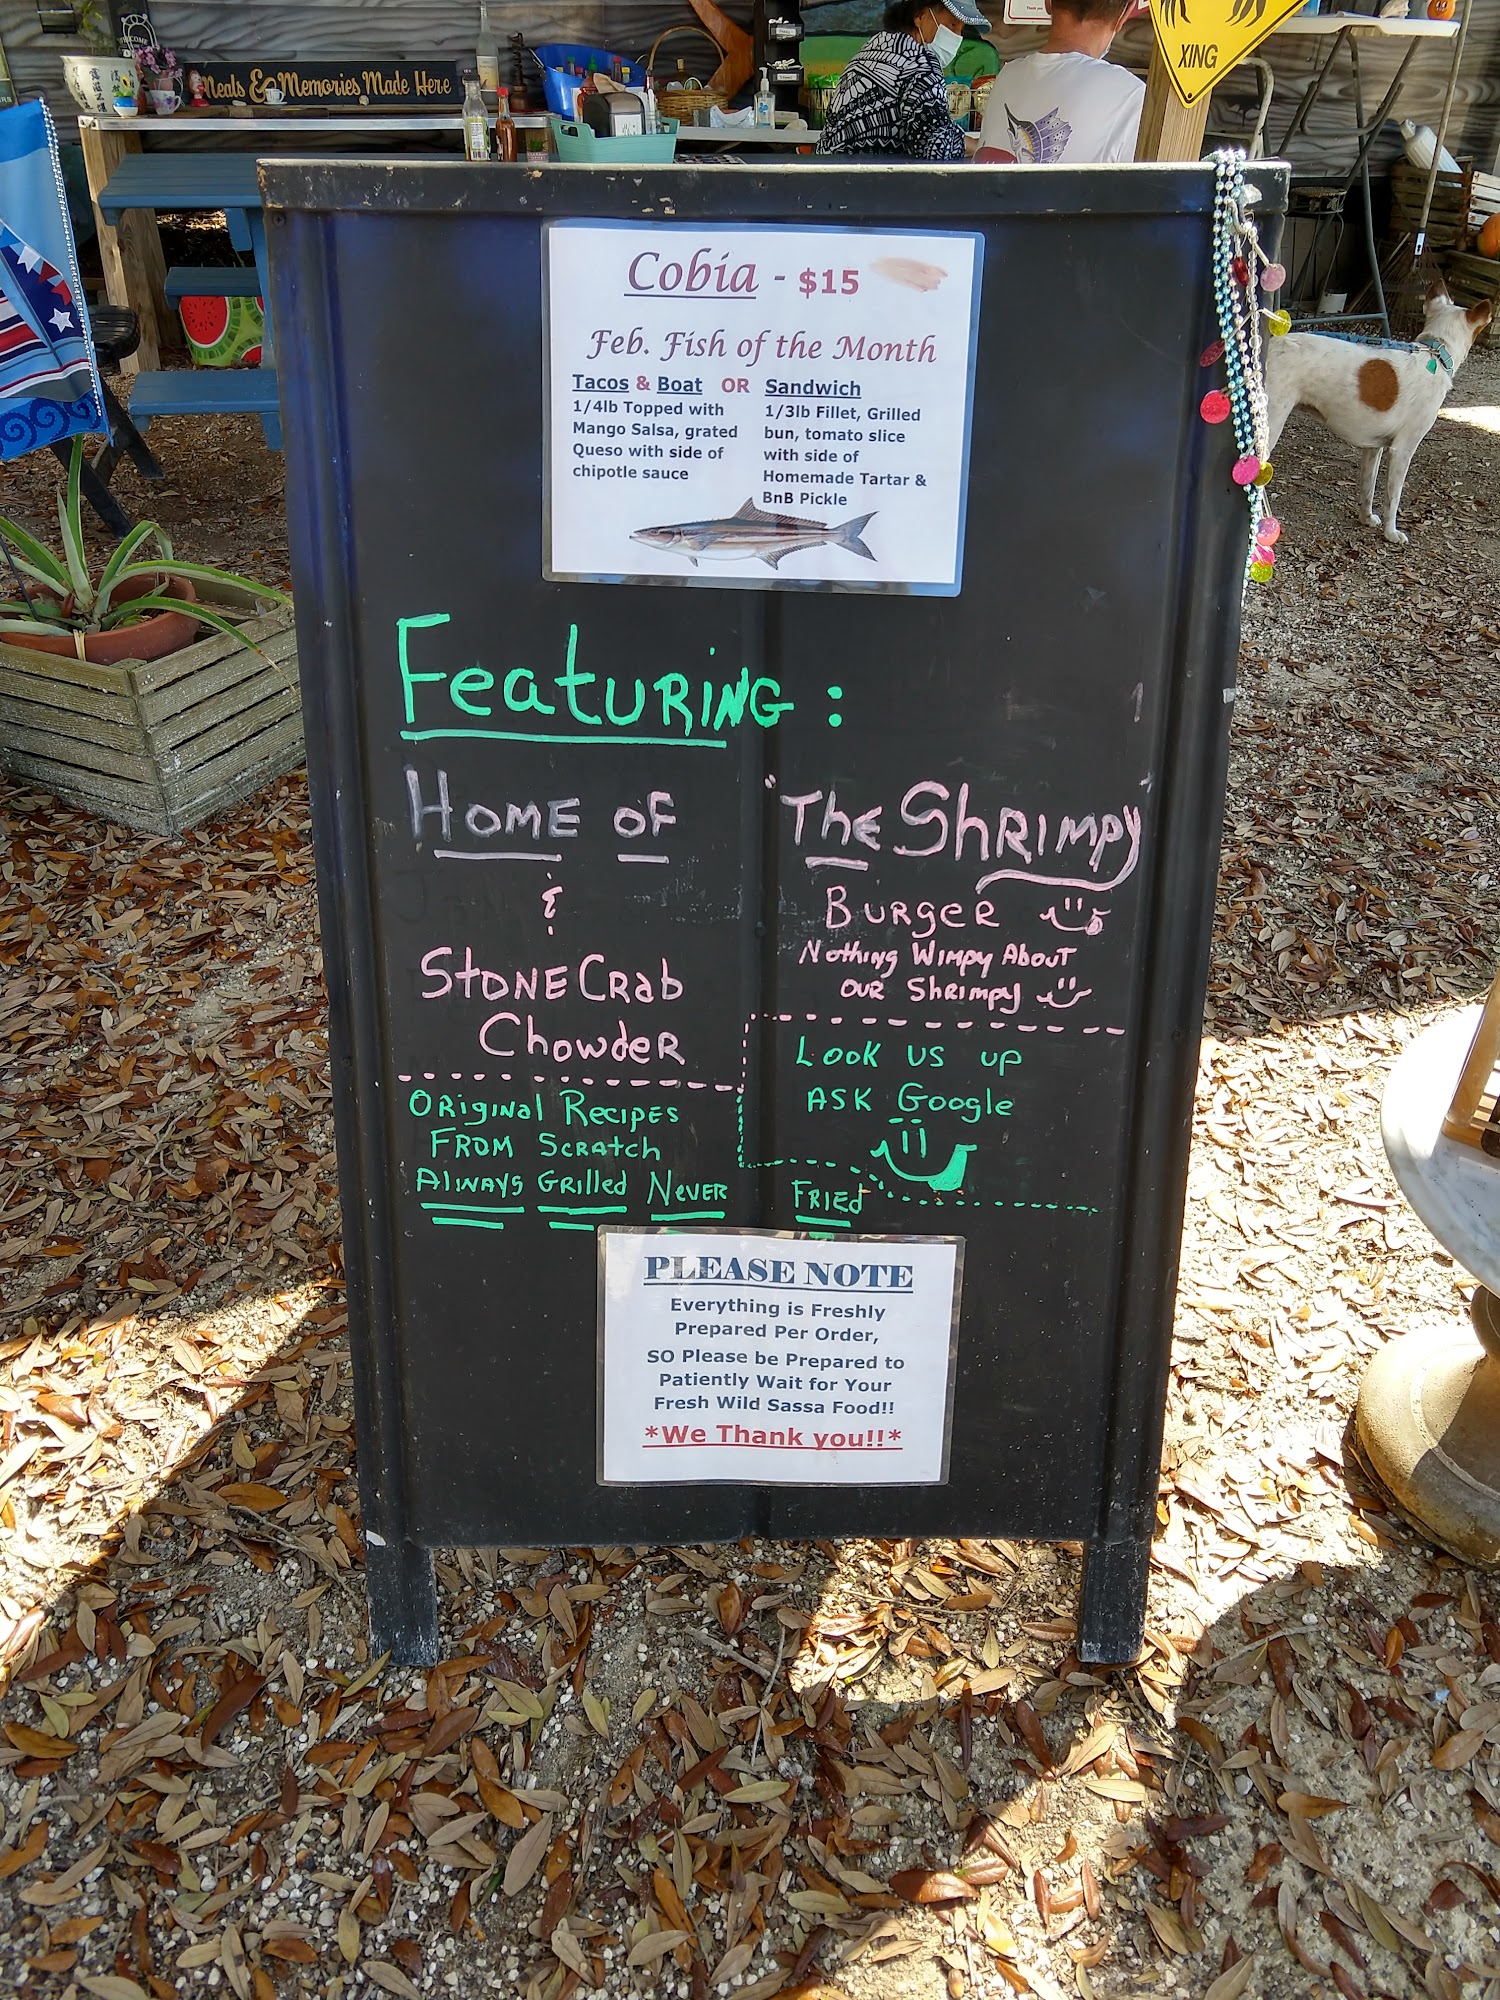 WELCOME
Meals & Memories Made Here
XING
Cobia - $15
Feb. Fish of the Month
Tacos & Boat OR Sandwich
1/4lb Topped with
Mango Salsa, grated
Queso with side of
chipotle sauce
1/3lb Fillet, Grilled
bun, tomato slice
with side of
Homemade Tartar &
BnB Pickle
FeatuRING :
HOME OF
"The ShRIMPY"
BURGER
Nothing Wimpy About
OUR Shrimpy
&
STONE CRab
ChowdeR
ORiginal Recipes
FROM Scratch
Always Grilled Never Fried
Look us up
ASK Google
PLEASE NOTE
Everything is Freshly
Prepared Per Order,
SO Please be Prepared to
Patiently Wait for Your
Fresh Wild Sassa Food!!
*We Thank you!!*